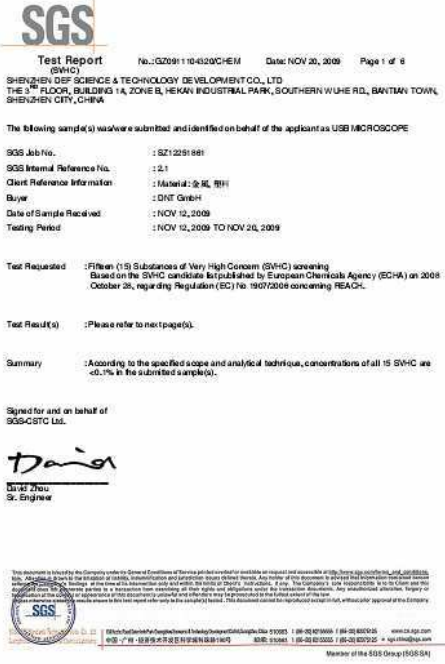 SGS
Test Report No.: GZ0911104320/CHEM Date: NOV 20, 2009 Page 1 of 6
(SVHC)
SHENZHEN DEF SCIENCE & TECHNOLOGY DEVELOPMENT CO., LTD
THE 3RD FLOOR, BUILDING 1A, ZONE B, HEKAN INDUSTRIAL PARK, SOUTHERN WUHE RD., BANTIAN TOWN,
SHENZHEN CITY, CHINA
The following sample(s) was/were submitted and identified on behalf of the applicant as USB MICROSCOPE
SGS Job No. : SZ12251861
SGS Internal Reference No. : 2.1
Client Reference Information : Material: 金属, 塑料
Buyer : DNT GmbH
Date of Sample Received : NOV 12, 2009
Testing Period : NOV 12, 2009 TO NOV 20, 2009
Test Requested : Fifteen (15) Substances of Very High Concern (SVHC) screening
Based on the SVHC candidate list published by European Chemicals Agency (ECHA) on 2008
October 28, regarding Regulation (EC) No 1907/2006 concerning REACH.
Test Result(s) : Please refer to next page(s).
Summary : According to the specified scope and analytical technique, concentrations of all 15 SVHC are
<0.1% in the submitted sample(s).
Signed for and on behalf of
SGS-CSTC Ltd.
David
David Zhou
Sr. Engineer
SGS
www.cn.sgs.com
Member of the SGS Group (SGS SA)